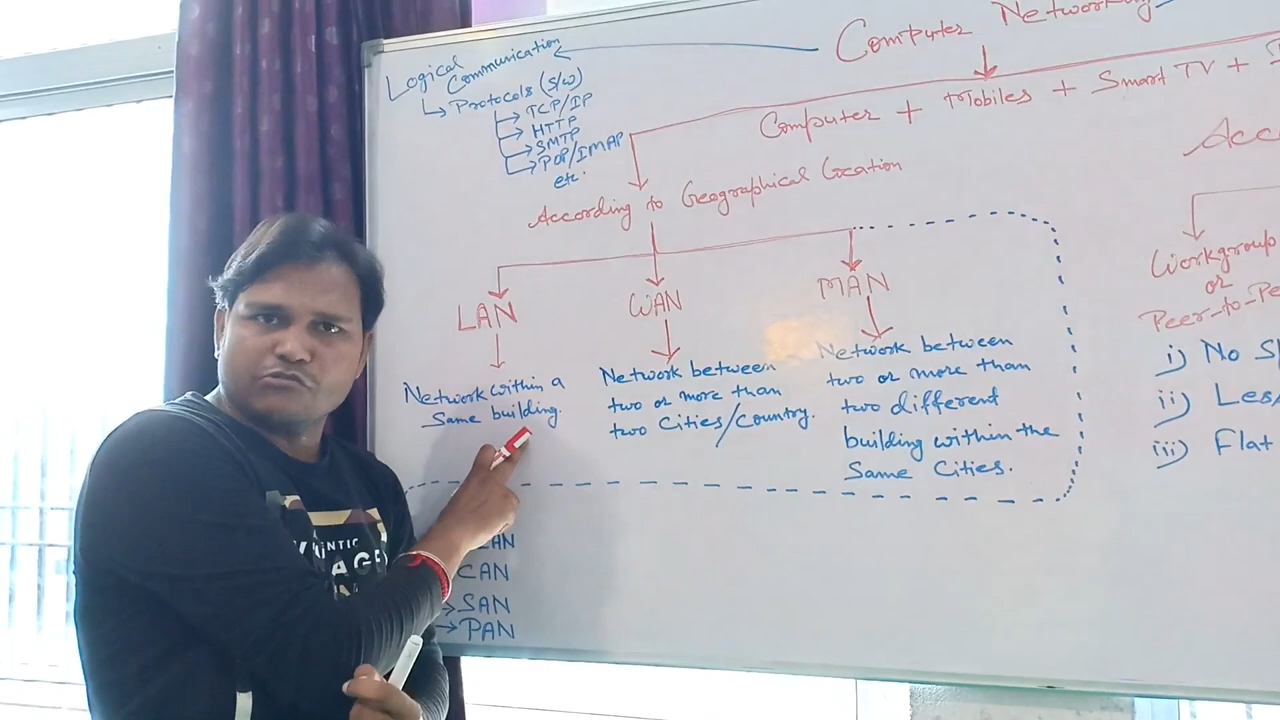 Computer Networking
Logical
Communication
Protocols (S/W)
TCP/IP
HTTP
SMTP
POP/IMAP
etc.
Computer + Mobiles + Smart TV +
According to Geographical Location
LAN
WAN
MAN
Network within a
Same building.
Network between
two or more than
two Cities/Country.
Network between
two or more than
two different
building within the
Same Cities.
CAN
SAN
PAN
Acc
Workgroup
or
Peer-to-Pe
i) No S
ii) Les
iii) Flat